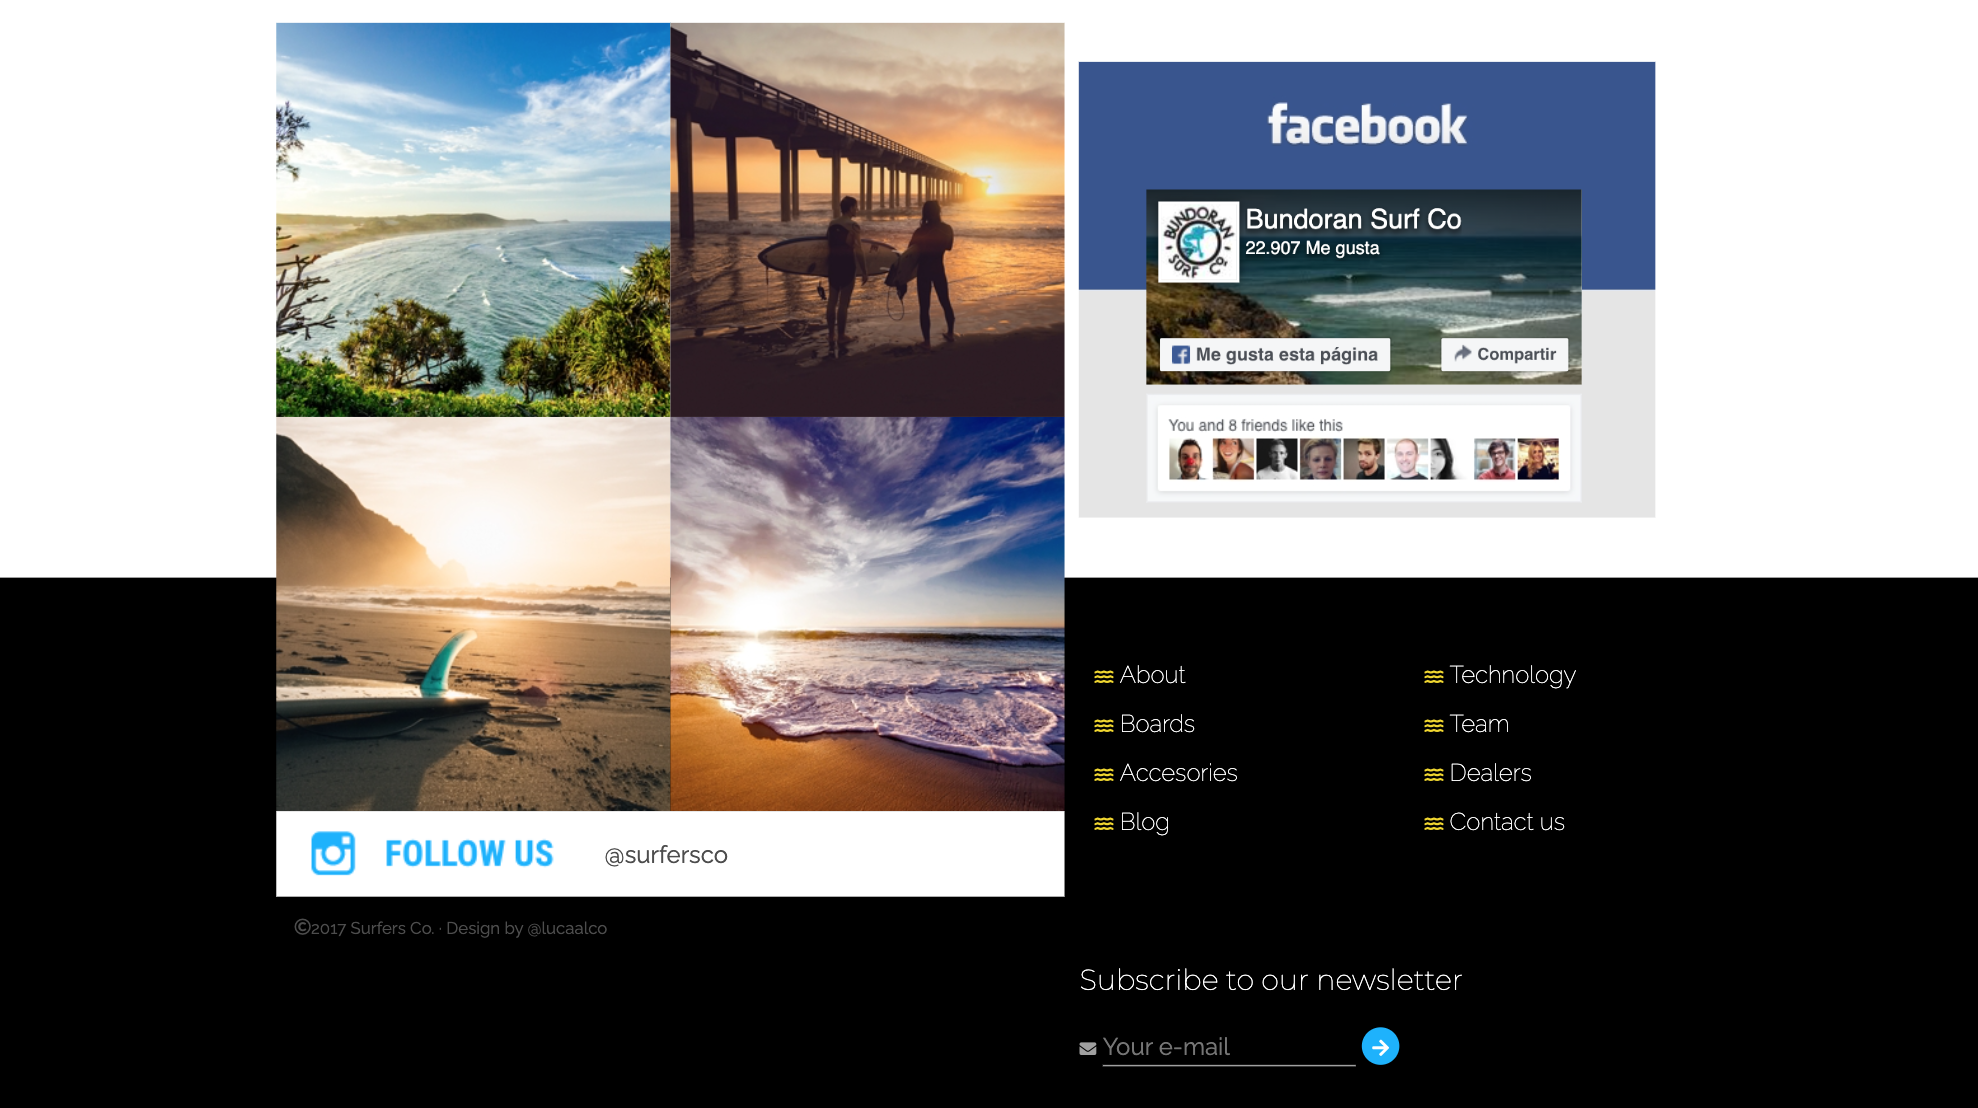 facebook
BUNDORAN
SURF Co.
Bundoran Surf Co
22.907 Me gusta
Me gusta esta página
Compartir
You and 8 friends like this
About
Technology
Boards
Team
Accesories
Dealers
Blog
Contact us
FOLLOW US
@surfersco
©2017 Surfers Co. · Design by @lucaalco
Subscribe to our newsletter
Your e-mail